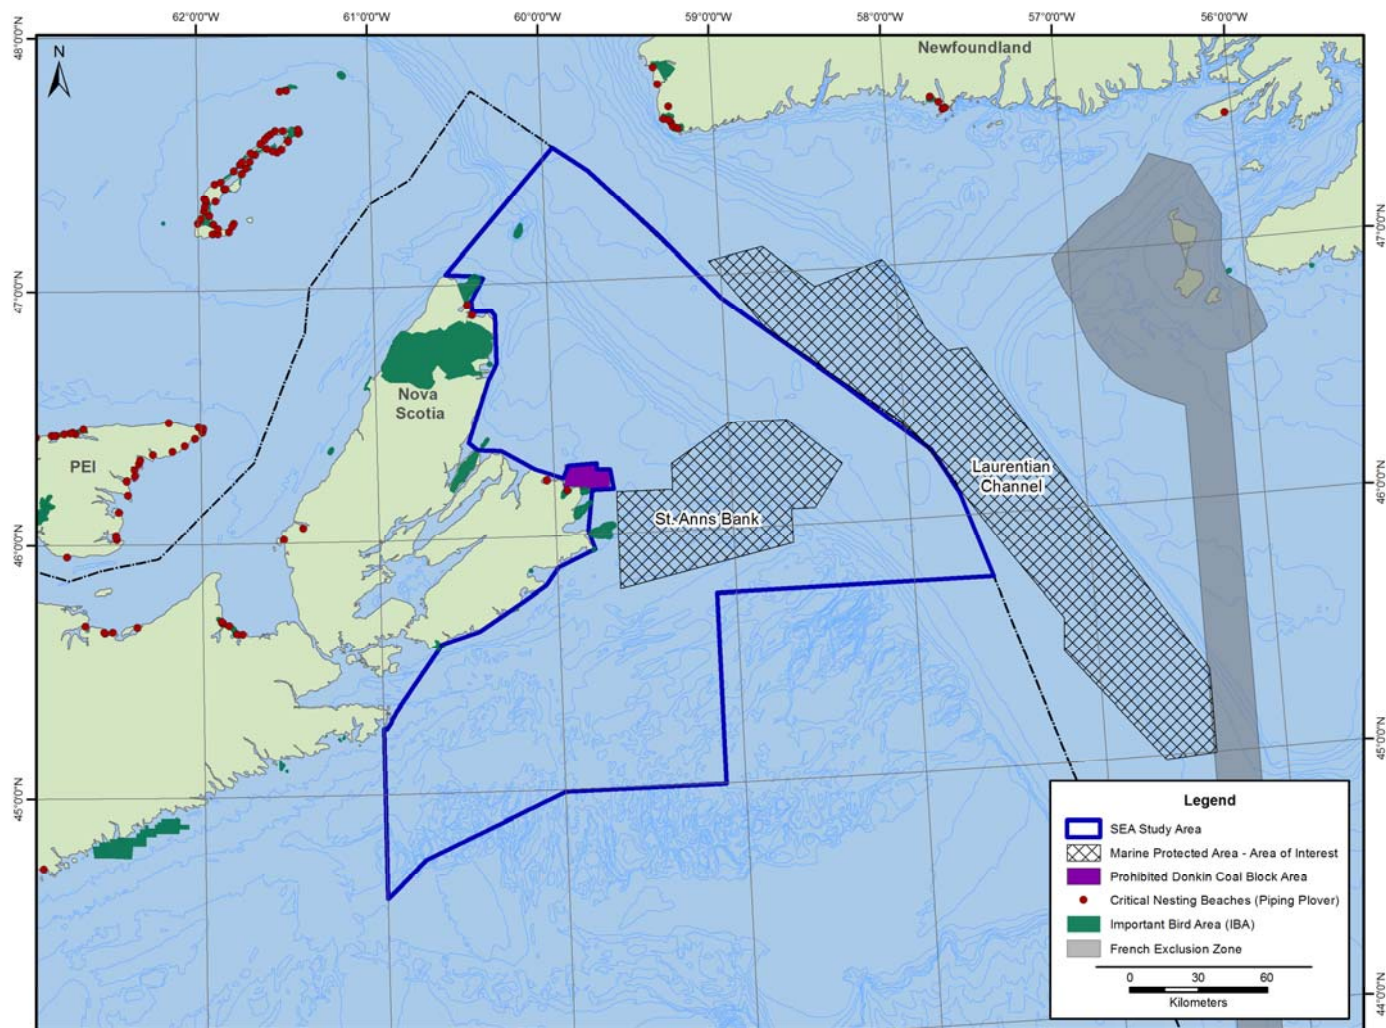 62°0'0"W 61°0'0"W 60°0'0"W 59°0'0"W 58°0'0"W 57°0'0"W 56°0'0"W
48°0'0"N
N
Newfoundland
47°0'0"N
47°0'0"N
Nova
Scotia
PEI
46°0'0"N
46°0'0"N
St. Anns Bank
Laurentian
Channel
45°0'0"N
45°0'0"N
44°0'0"N
Legend
SEA Study Area
Marine Protected Area - Area of Interest
Prohibited Donkin Coal Block Area
Critical Nesting Beaches (Piping Plover)
Important Bird Area (IBA)
French Exclusion Zone
0 30 60
Kilometers